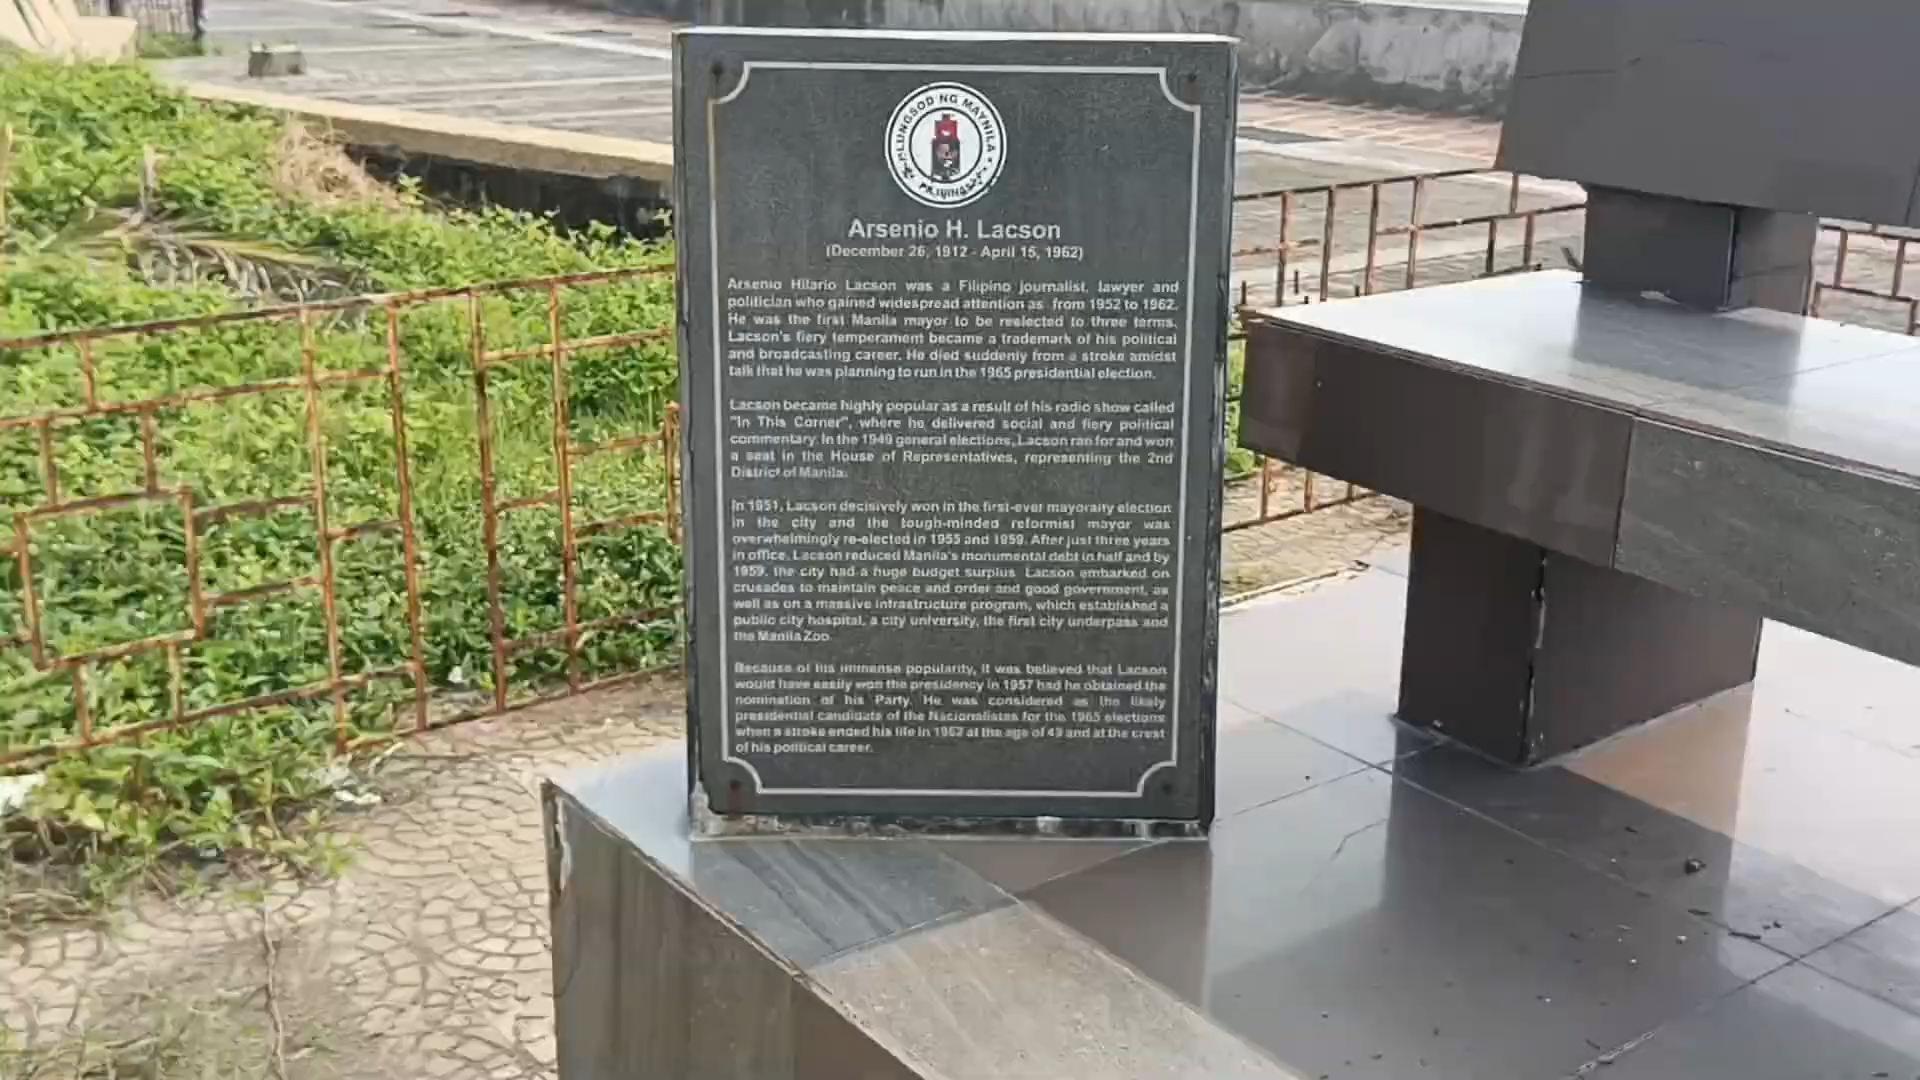 LUNGSOD NG MAYNILA
PILIPINAS
Arsenio H. Lacson
(December 26, 1912 - April 15, 1962)
Arsenio Hilario Lacson was a Filipino journalist, lawyer and
politician who gained widespread attention as from 1952 to 1962.
He was the first Manila mayor to be reelected to three terms.
Lacson's fiery temperament became a trademark of his political
and broadcasting career. He died suddenly from a stroke amidst
talk that he was planning to run in the 1965 presidential election.
Lacson became highly popular as a result of his radio show called
"In This Corner", where he delivered social and fiery political
commentary. In the 1949 general elections, Lacson ran for and won
a seat in the House of Representatives, representing the 2nd
District of Manila.
In 1951, Lacson decisively won in the first-ever mayoralty election
in the city and the tough-minded reformist mayor was
overwhelmingly re-elected in 1955 and 1959. After just three years
in office, Lacson reduced Manila's monumental debt in half and by
1959, the city had a huge budget surplus. Lacson embarked on
crusades to maintain peace and order and good government, as
well as on a massive infrastructure program, which established a
public city hospital, a city university, the first city underpass and
the Manila Zoo.
Because of his immense popularity, it was believed that Lacson
would have easily won the presidency in 1957 had he obtained the
nomination of his Party. He was considered as the likely
presidential candidate of the Nacionalistas for the 1965 elections
when a stroke ended his life in 1962 at the age of 49 and at the crest
of his political career.